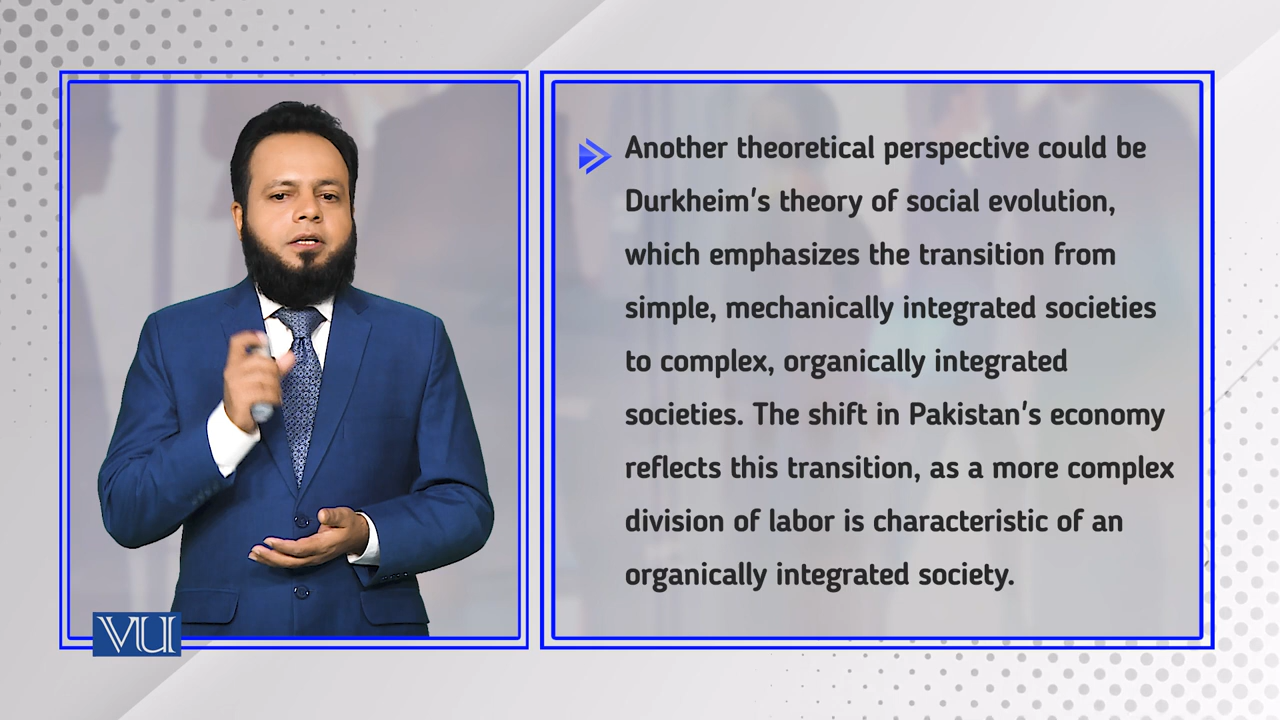 Another theoretical perspective could be
Durkheim's theory of social evolution,
which emphasizes the transition from
simple, mechanically integrated societies
to complex, organically integrated
societies. The shift in Pakistan's economy
reflects this transition, as a more complex
division of labor is characteristic of an
organically integrated society.
VU